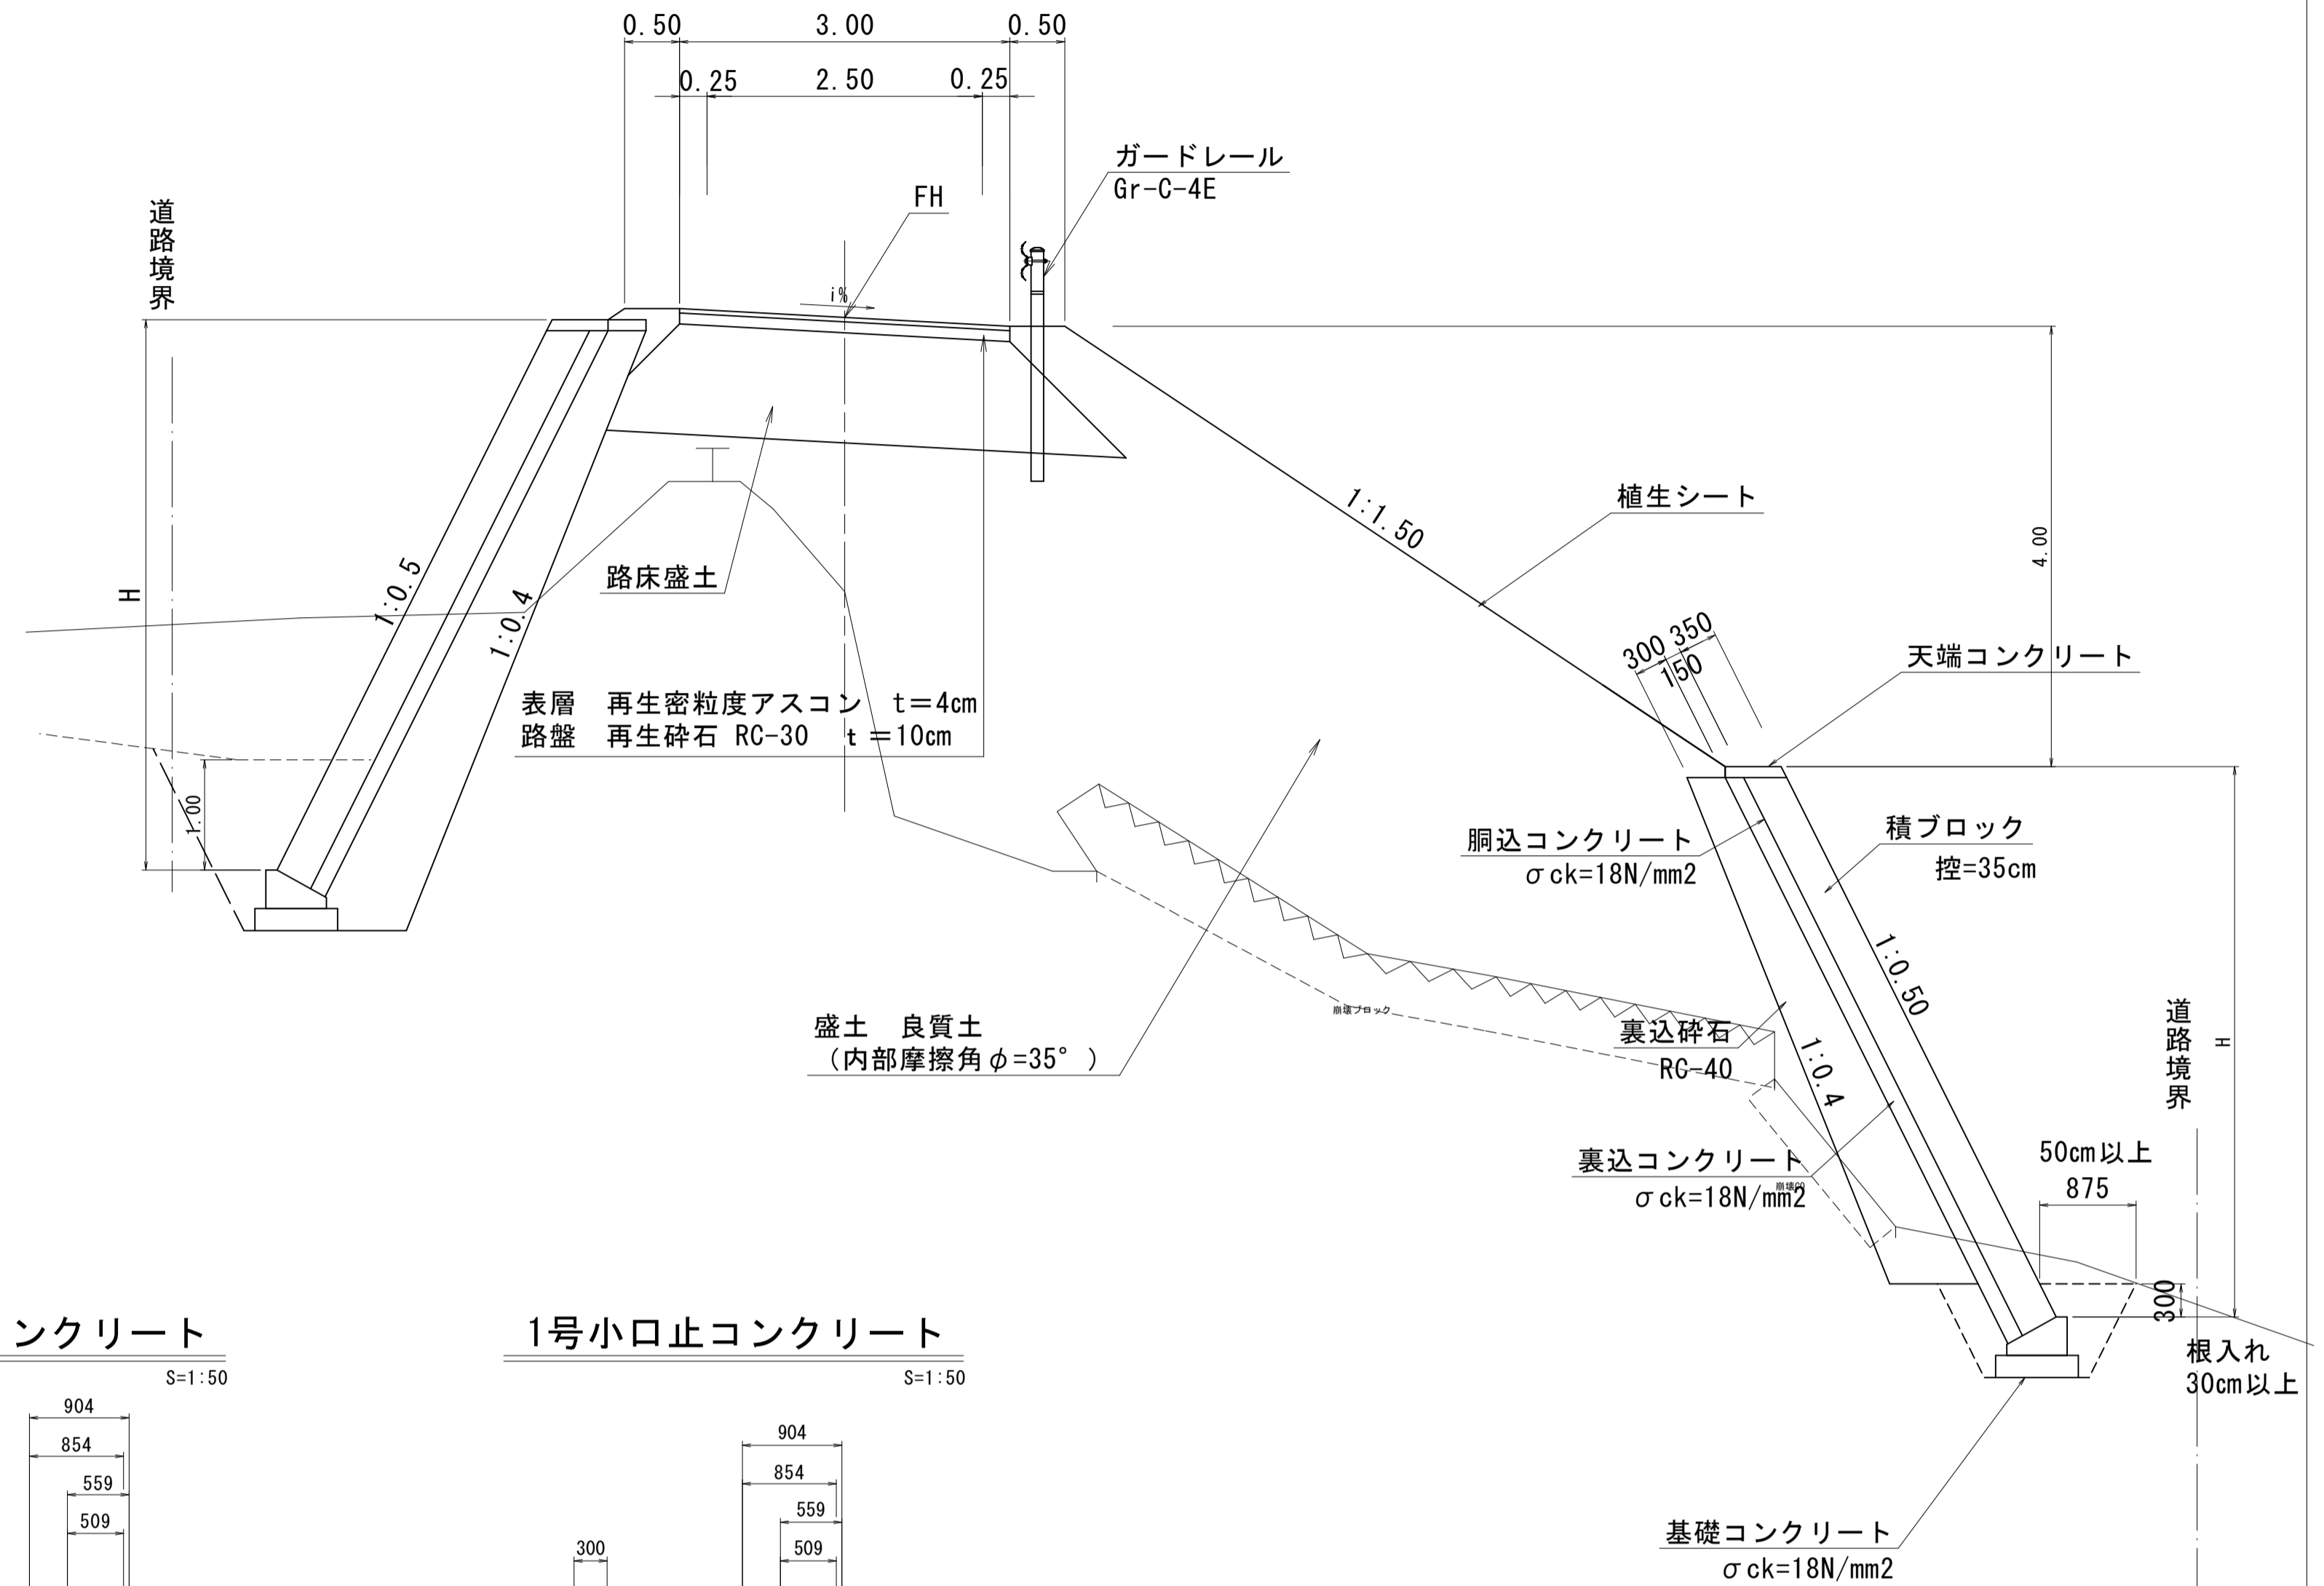 0.50
3.00
0.50
0.25
2.50
0.25
ガードレール
Gr-C-4E
FH
道路境界
i%
植生シート
1:1.50
4.00
H
1:0.5
1:0.4
路床盛土
300
350
150
天端コンクリート
表層　再生密粒度アスコン　t=4cm
路盤　再生砕石 RC-30　t=10cm
1.00
胴込コンクリート
σck=18N/mm2
積ブロック
控=35cm
1:0.50
盛土　良質土
（内部摩擦角φ=35°）
崩壊ブロック
裏込砕石
RC-40
1:0.4
道路境界
H
裏込コンクリート
σck=18N/mm2
崩壊CO
50cm以上
875
300
根入れ
30cm以上
ンクリート
S=1:50
1号小口止コンクリート
S=1:50
904
854
559
509
904
854
559
509
300
基礎コンクリート
σck=18N/mm2